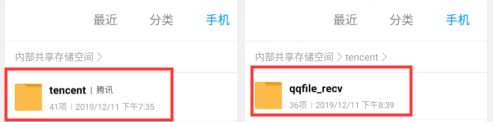 最近 分类 手机
内部共享存储空间 >
tencent | 腾讯
41项 | 2019/12/11 下午7:35
最近 分类 手机
内部共享存储空间 > tencent >
qqfile_recv
36项 | 2019/12/11 下午8:39